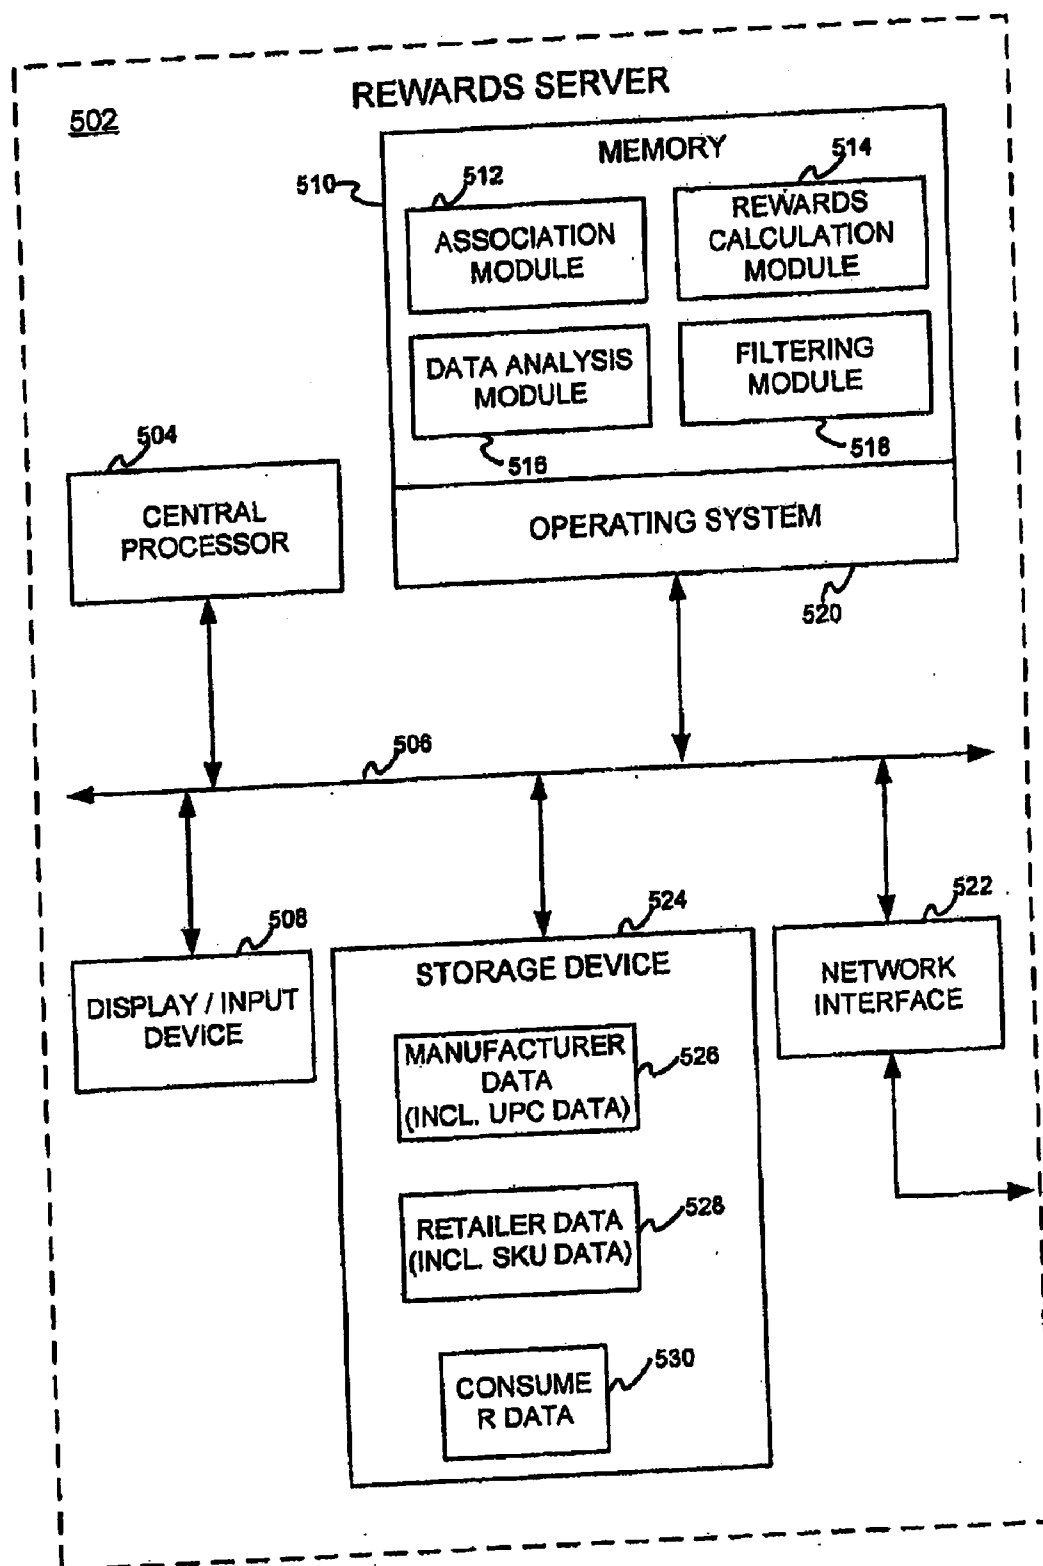 REWARDS SERVER
502
MEMORY
510
512
514
ASSOCIATION
MODULE
REWARDS
CALCULATION
MODULE
DATA ANALYSIS
MODULE
FILTERING
MODULE
516
518
504
CENTRAL
PROCESSOR
OPERATING SYSTEM
520
506
508
524
522
DISPLAY / INPUT
DEVICE
STORAGE DEVICE
NETWORK
INTERFACE
MANUFACTURER
DATA
(INCL. UPC DATA)
526
RETAILER DATA
(INCL. SKU DATA)
528
530
CONSUME
R DATA